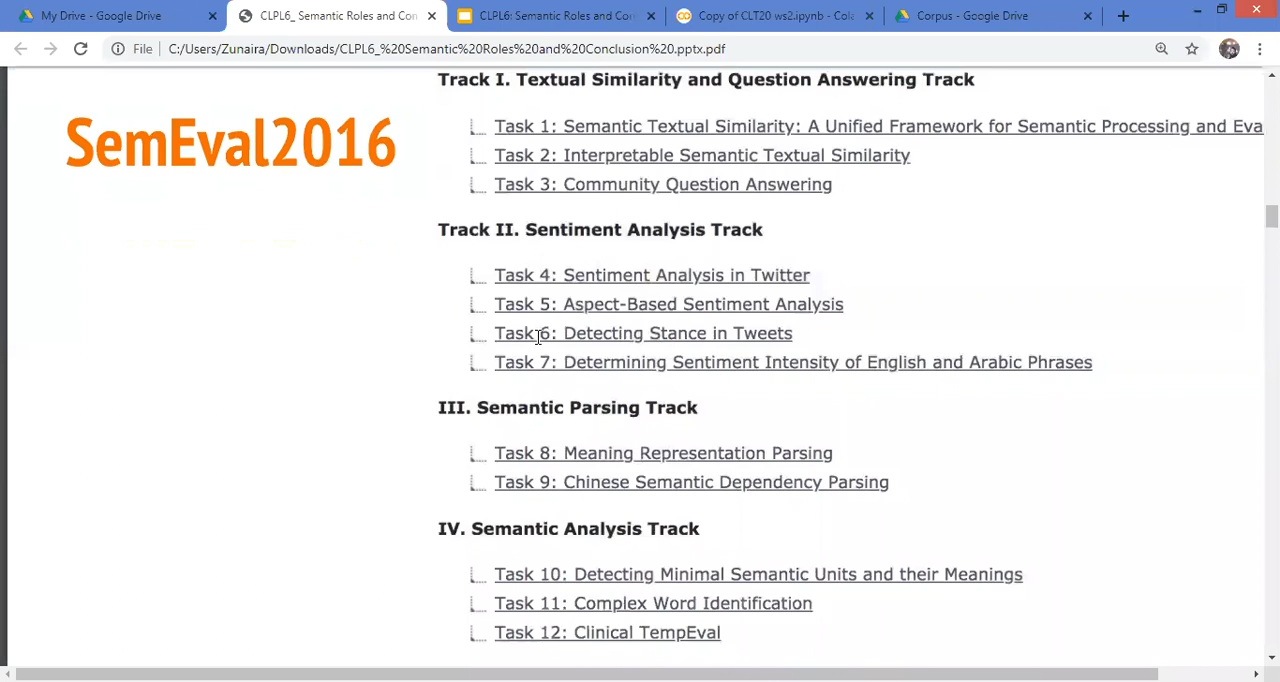 My Drive - Google Drive
CLPL6_ Semantic Roles and Con
CLPL6: Semantic Roles and Con
Copy of CLT20 ws2.ipynb - Cola
Corpus - Google Drive
File C:/Users/Zunaira/Downloads/CLPL6_%20Semantic%20Roles%20and%20Conclusion%20.pptx.pdf
SemEval2016
Track I. Textual Similarity and Question Answering Track
Task 1: Semantic Textual Similarity: A Unified Framework for Semantic Processing and Eva
Task 2: Interpretable Semantic Textual Similarity
Task 3: Community Question Answering
Track II. Sentiment Analysis Track
Task 4: Sentiment Analysis in Twitter
Task 5: Aspect-Based Sentiment Analysis
Task 6: Detecting Stance in Tweets
Task 7: Determining Sentiment Intensity of English and Arabic Phrases
III. Semantic Parsing Track
Task 8: Meaning Representation Parsing
Task 9: Chinese Semantic Dependency Parsing
IV. Semantic Analysis Track
Task 10: Detecting Minimal Semantic Units and their Meanings
Task 11: Complex Word Identification
Task 12: Clinical TempEval